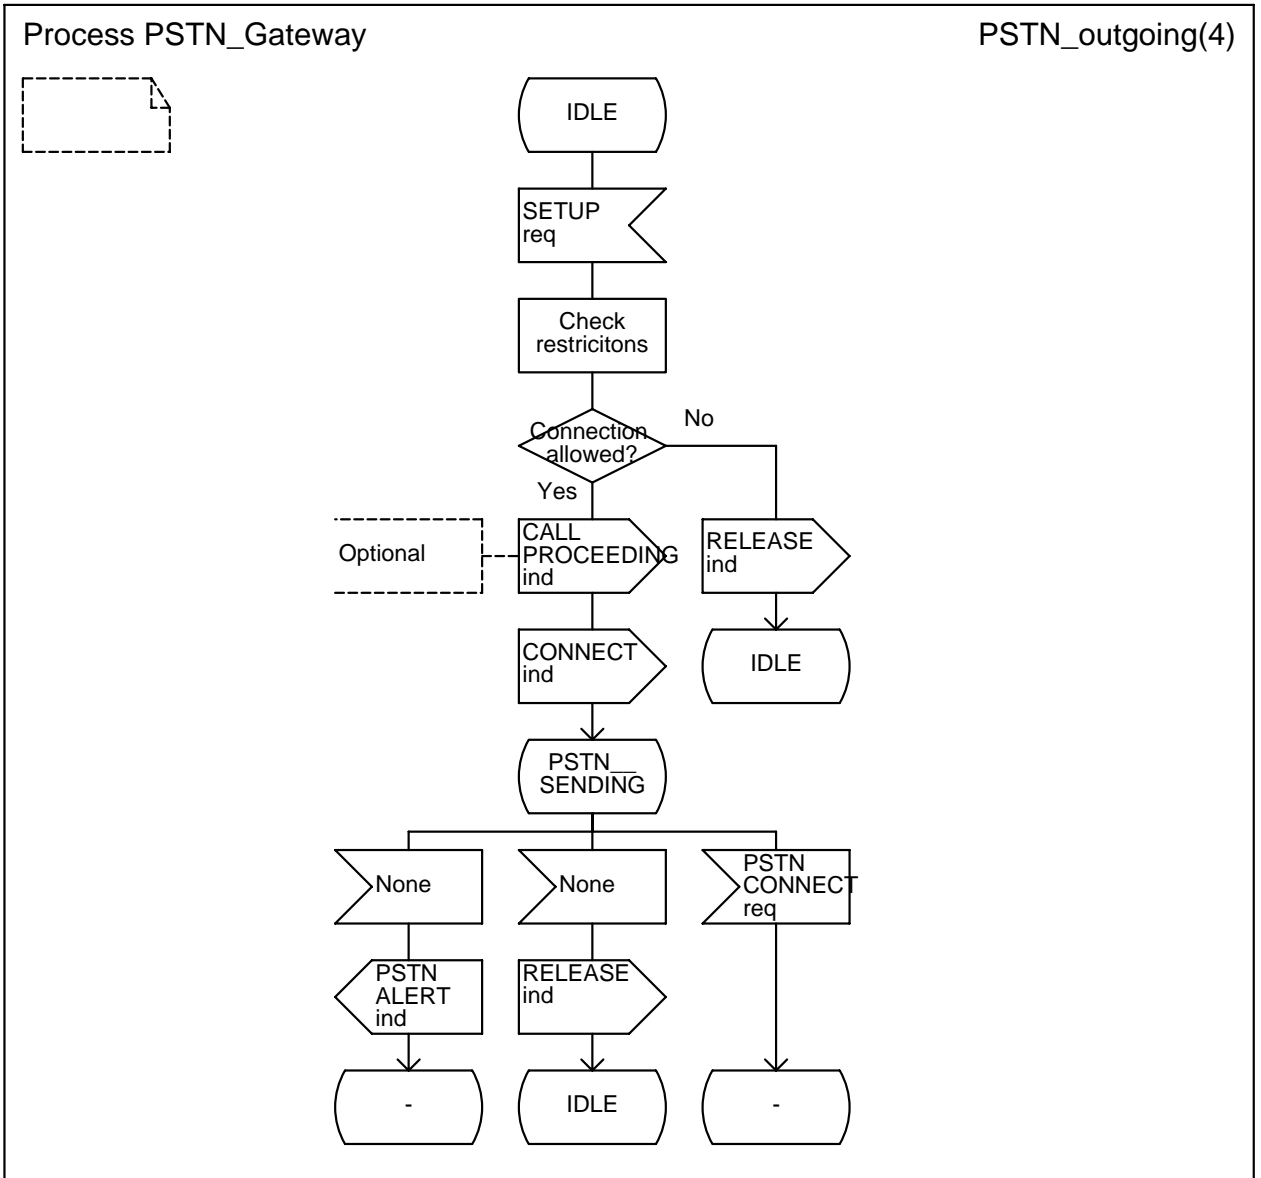 Process PSTN_Gateway
PSTN_outgoing(4)
IDLE
SETUP
req
Check
restricitons
Connection
allowed?
No
Yes
Optional
CALL
PROCEEDING
ind
RELEASE
ind
CONNECT
ind
IDLE
PSTN__
SENDING
None
None
PSTN
CONNECT
req
PSTN
ALERT
ind
RELEASE
ind
-
IDLE
-